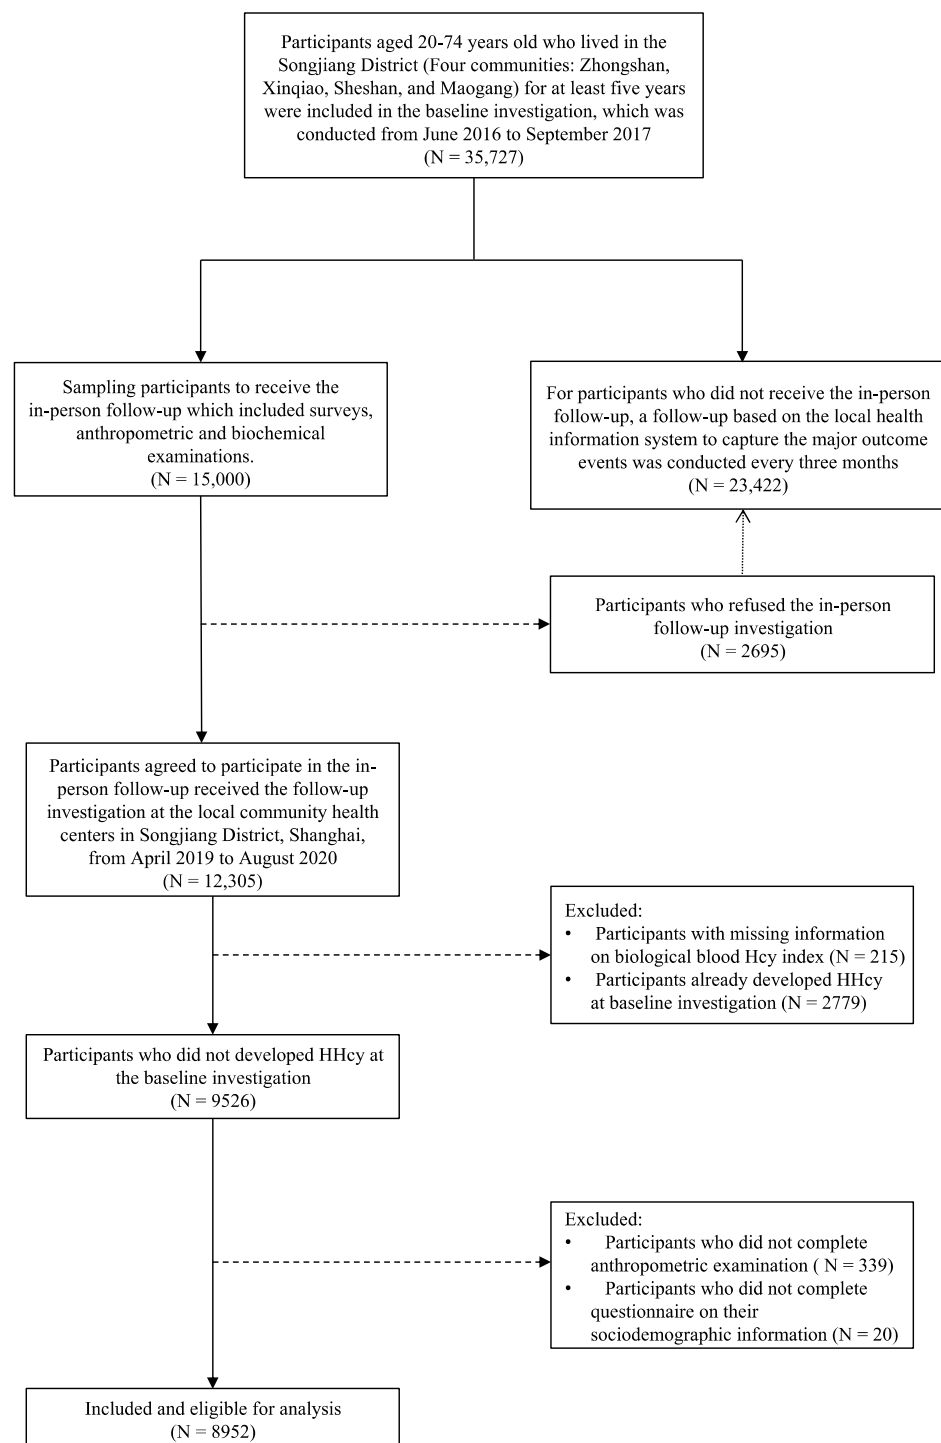 Participants aged 20-74 years old who lived in the
Songjiang District (Four communities: Zhongshan,
Xinqiao, Sheshan, and Maogang) for at least five years
were included in the baseline investigation, which was
conducted from June 2016 to September 2017
(N = 35,727)
Sampling participants to receive the
in-person follow-up which included surveys,
anthropometric and biochemical
examinations.
(N = 15,000)
For participants who did not receive the in-person
follow-up, a follow-up based on the local health
information system to capture the major outcome
events was conducted every three months
(N = 23,422)
Participants who refused the in-person
follow-up investigation
(N = 2695)
Participants agreed to participate in the in-
person follow-up received the follow-up
investigation at the local community health
centers in Songjiang District, Shanghai,
from April 2019 to August 2020
(N = 12,305)
Excluded:
• Participants with missing information
on biological blood Hcy index (N = 215)
• Participants already developed HHcy
at baseline investigation (N = 2779)
Participants who did not developed HHcy at
the baseline investigation
(N = 9526)
Excluded:
• Participants who did not complete
anthropometric examination ( N = 339)
• Participants who did not complete
questionnaire on their
sociodemographic information (N = 20)
Included and eligible for analysis
(N = 8952)